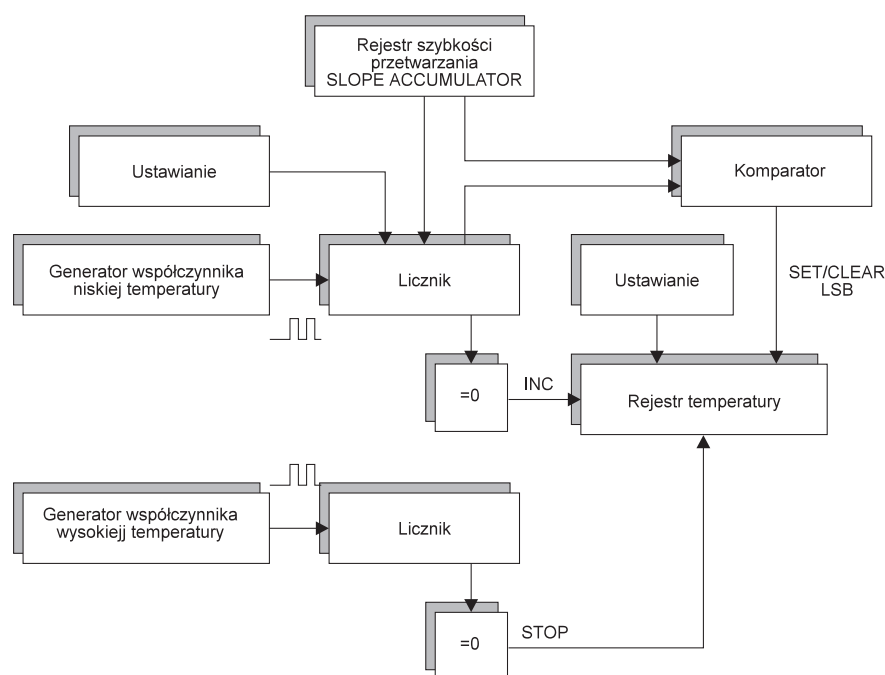 Rejestr szybkości
przetwarzania
SLOPE ACCUMULATOR
Ustawianie
Komparator
Generator współczynnika
niskiej temperatury
Licznik
Ustawianie
SET/CLEAR
LSB
=0
INC
Rejestr temperatury
Generator współczynnika
wysokiejj temperatury
Licznik
=0
STOP